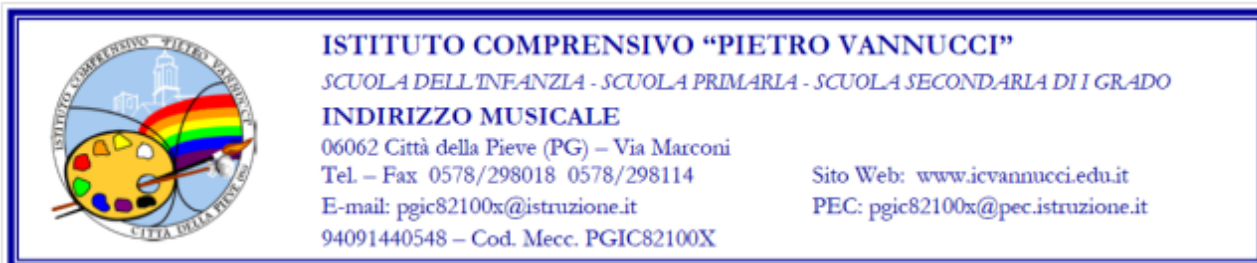 ISTITUTO COMPRENSIVO PIETRO VANNUCCI
CITTÀ DELLA PIEVE (PG)
ISTITUTO COMPRENSIVO “PIETRO VANNUCCI”
SCUOLA DELL'INFANZIA - SCUOLA PRIMARIA - SCUOLA SECONDARIA DI I GRADO
INDIRIZZO MUSICALE
06062 Città della Pieve (PG) – Via Marconi
Tel. – Fax 0578/298018 0578/298114
Sito Web: www.icvannucci.edu.it
E-mail: pgic82100x@istruzione.it
PEC: pgic82100x@pec.istruzione.it
94091440548 – Cod. Mecc. PGIC82100X